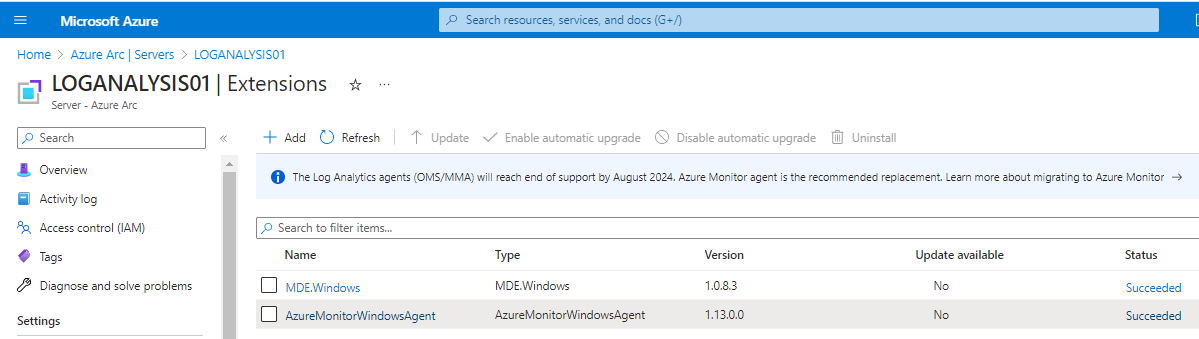 Microsoft Azure
Search resources, services, and docs (G+/)
Home > Azure Arc | Servers > LOGANALYSIS01
LOGANALYSIS01 | Extensions
Server - Azure Arc
Search
Add Refresh Update Enable automatic upgrade Disable automatic upgrade Uninstall
Overview
Activity log
Access control (IAM)
Tags
Diagnose and solve problems
Settings
The Log Analytics agents (OMS/MMA) will reach end of support by August 2024. Azure Monitor agent is the recommended replacement. Learn more about migrating to Azure Monitor →
Search to filter items...
Name Type Version Update available Status
MDE.Windows MDE.Windows 1.0.8.3 No Succeeded
AzureMonitorWindowsAgent AzureMonitorWindowsAgent 1.13.0.0 No Succeeded